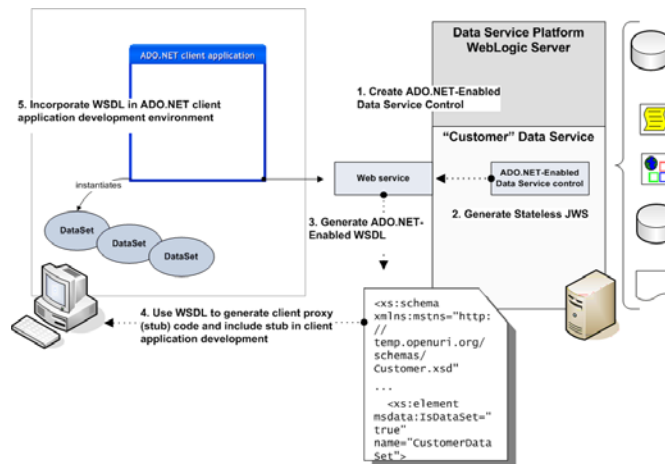 ADO.NET client application
5. Incorporate WSDL in ADO.NET client
application development environment
instantiates
DataSet
DataSet
DataSet
Data Service Platform
WebLogic Server
1. Create ADO.NET-Enabled
Data Service Control
“Customer” Data Service
Web service
ADO.NET-Enabled
Data Service control
2. Generate Stateless JWS
3. Generate ADO.NET-
Enabled WSDL
4. Use WSDL to generate client proxy
(stub) code and include stub in client
application development
<xs:schema
xmlns:mstns="http:
//
temp.openuri.org/
schemas/
Customer.xsd"
...
<xs:element
msdata:IsDataSet="
true"
name="CustomerData
Set">